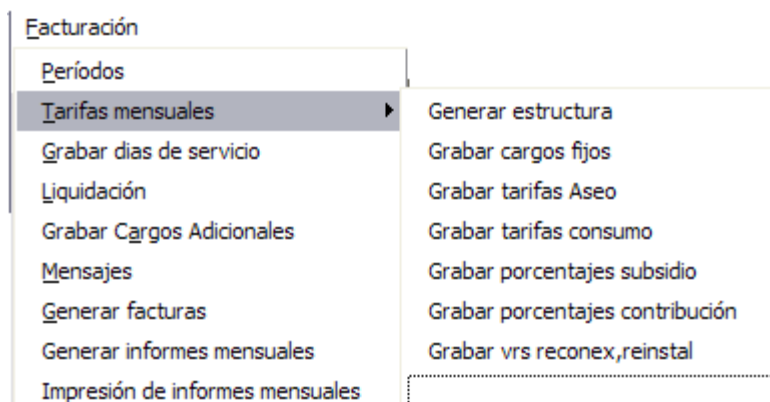 Facturación
Períodos
Tarifas mensuales
Grabar dias de servicio
Liquidación
Grabar Cargos Adicionales
Mensajes
Generar facturas
Generar informes mensuales
Impresión de informes mensuales
Generar estructura
Grabar cargos fijos
Grabar tarifas Aseo
Grabar tarifas consumo
Grabar porcentajes subsidio
Grabar porcentajes contribución
Grabar vrs reconex,reinstal